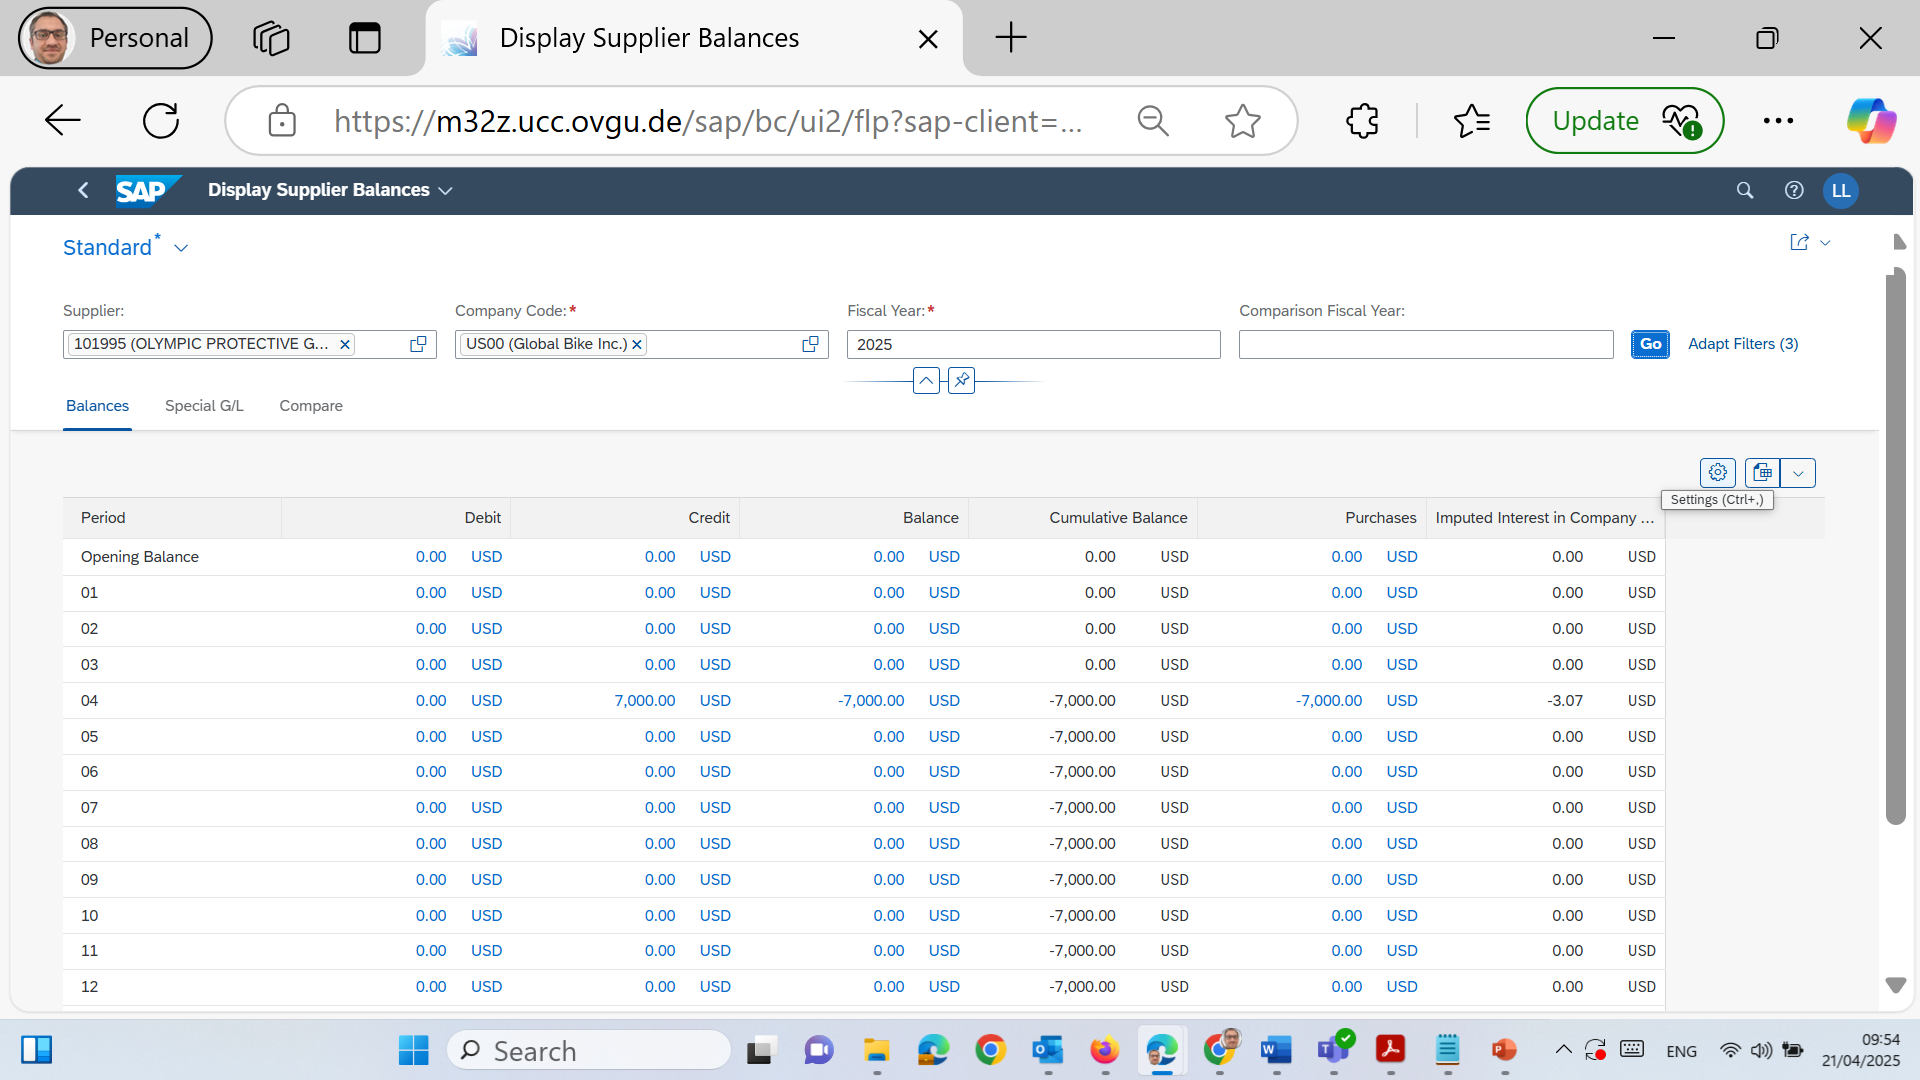 Personal
Display Supplier Balances
https://m32z.ucc.ovgu.de/sap/bc/ui2/flp?sap-client=...
Update
SAP
Display Supplier Balances
LL
Standard*
Supplier:
Company Code:*
Fiscal Year:*
Comparison Fiscal Year:
101995 (OLYMPIC PROTECTIVE G...
US00 (Global Bike Inc.)
2025
Go
Adapt Filters (3)
Balances
Special G/L
Compare
Settings (Ctrl+,)
Period Debit Credit Balance Cumulative Balance Purchases Imputed Interest in Company ...
Opening Balance 0.00 USD 0.00 USD 0.00 USD 0.00 USD 0.00 USD 0.00 USD
01 0.00 USD 0.00 USD 0.00 USD 0.00 USD 0.00 USD 0.00 USD
02 0.00 USD 0.00 USD 0.00 USD 0.00 USD 0.00 USD 0.00 USD
03 0.00 USD 0.00 USD 0.00 USD 0.00 USD 0.00 USD 0.00 USD
04 0.00 USD 7,000.00 USD -7,000.00 USD -7,000.00 USD -7,000.00 USD -3.07 USD
05 0.00 USD 0.00 USD 0.00 USD -7,000.00 USD 0.00 USD 0.00 USD
06 0.00 USD 0.00 USD 0.00 USD -7,000.00 USD 0.00 USD 0.00 USD
07 0.00 USD 0.00 USD 0.00 USD -7,000.00 USD 0.00 USD 0.00 USD
08 0.00 USD 0.00 USD 0.00 USD -7,000.00 USD 0.00 USD 0.00 USD
09 0.00 USD 0.00 USD 0.00 USD -7,000.00 USD 0.00 USD 0.00 USD
10 0.00 USD 0.00 USD 0.00 USD -7,000.00 USD 0.00 USD 0.00 USD
11 0.00 USD 0.00 USD 0.00 USD -7,000.00 USD 0.00 USD 0.00 USD
12 0.00 USD 0.00 USD 0.00 USD -7,000.00 USD 0.00 USD 0.00 USD
Search
ENG
09:54
21/04/2025